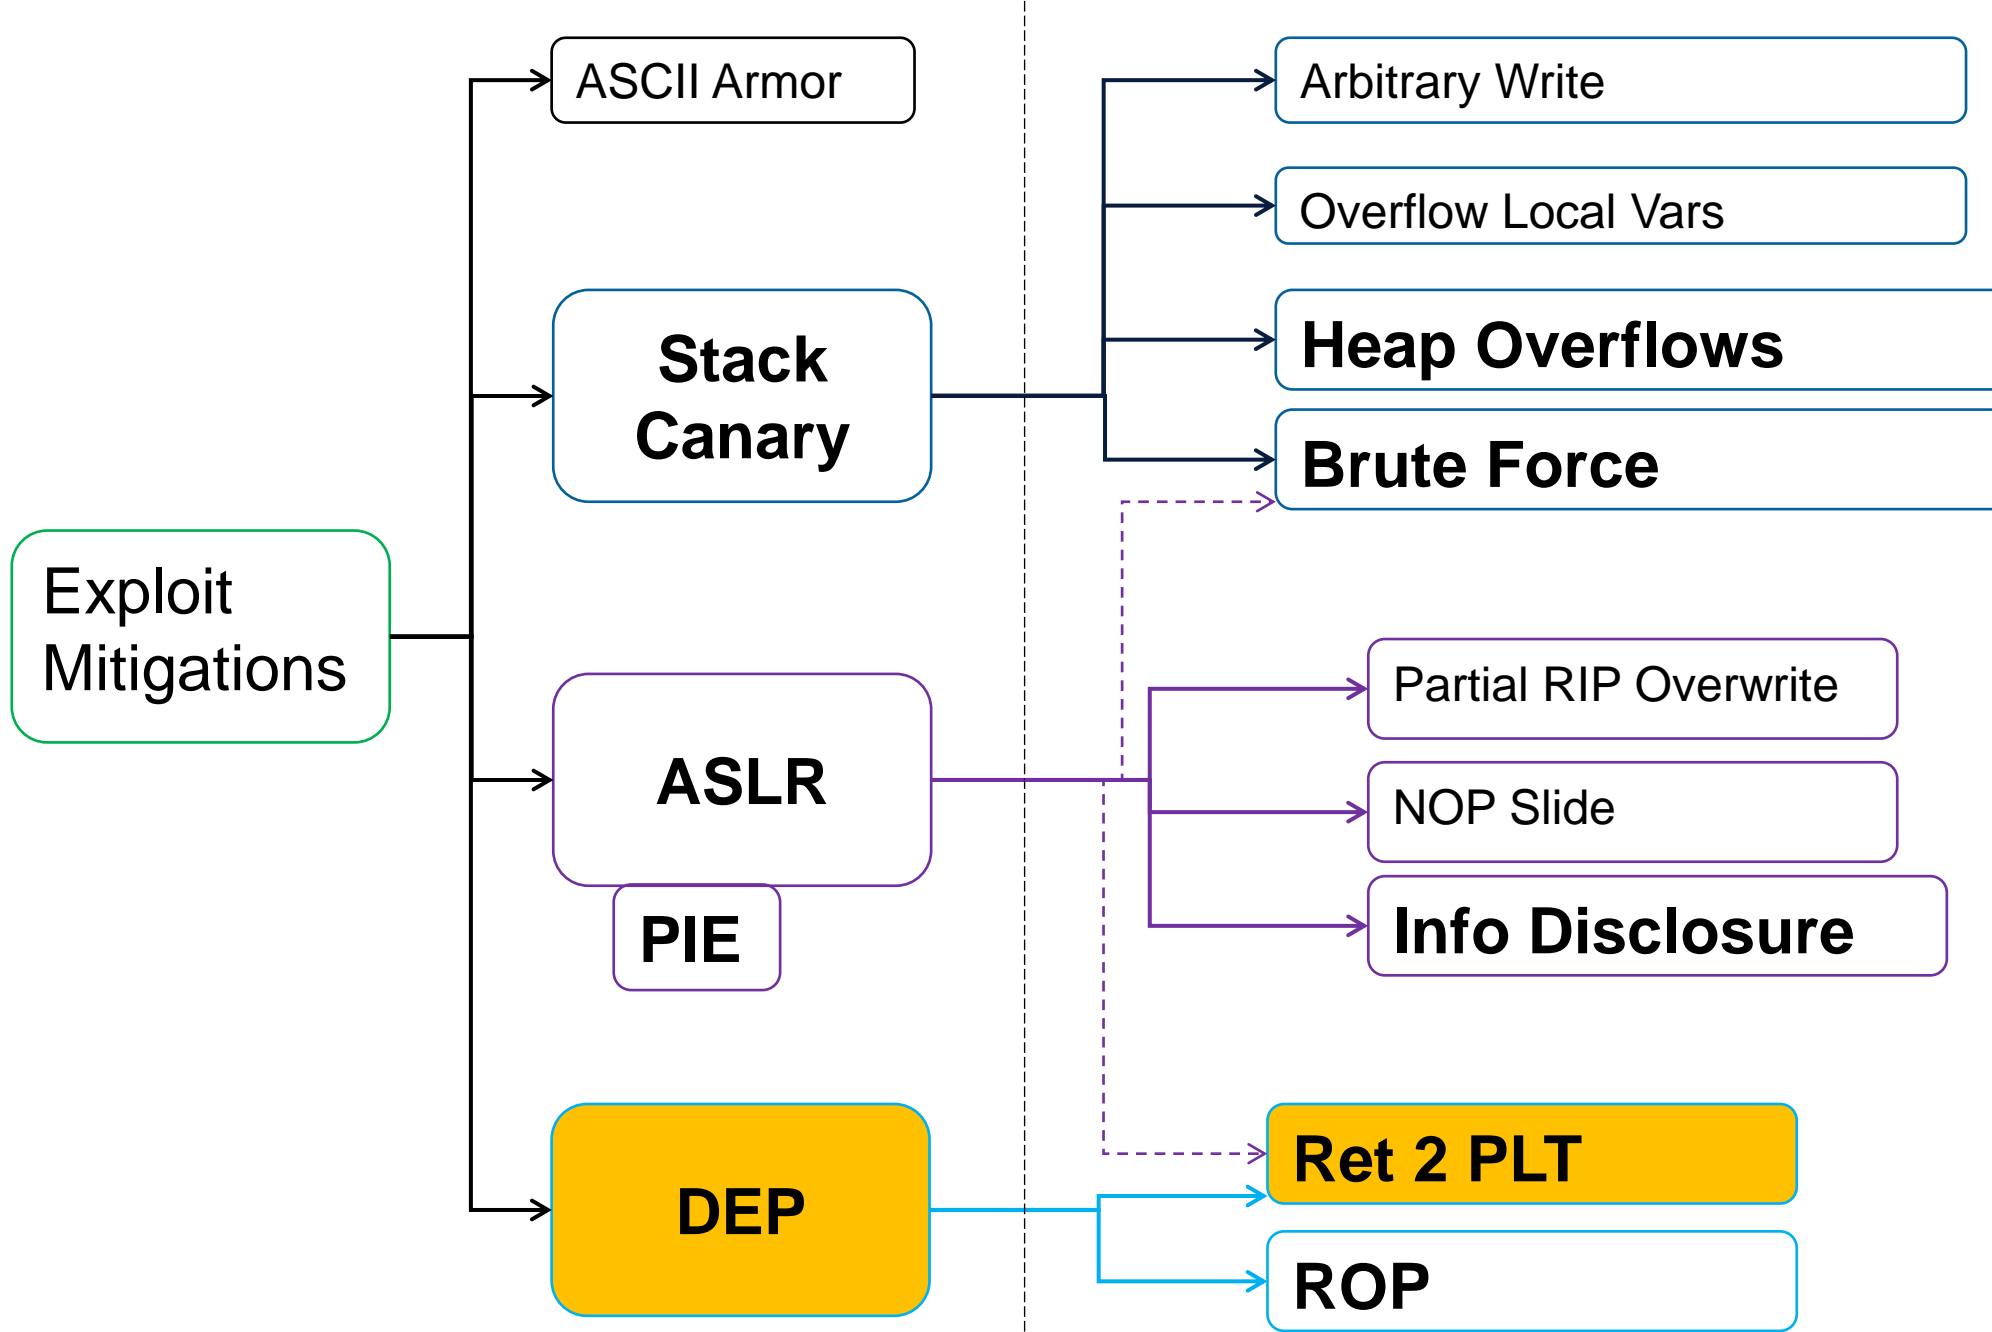 Exploit
Mitigations
ASCII Armor
Stack
Canary
ASLR
PIE
DEP
Arbitrary Write
Overflow Local Vars
Heap Overflows
Brute Force
Partial RIP Overwrite
NOP Slide
Info Disclosure
Ret 2 PLT
ROP